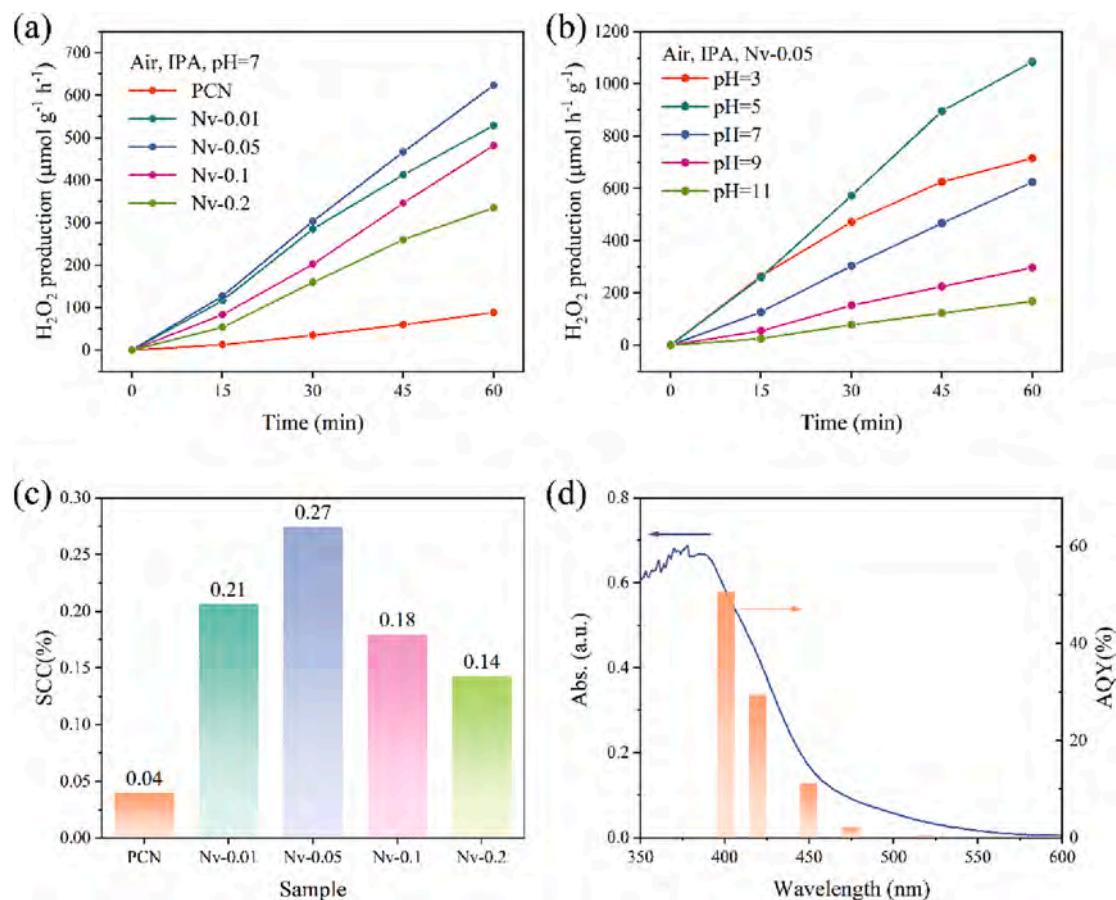 (a)
H₂O₂ production (μmol g⁻¹ h⁻¹)
700
600
500
400
300
200
100
0
Air, IPA, pH=7
PCN
Nv-0.01
Nv-0.05
Nv-0.1
Nv-0.2
0 15 30 45 60
Time (min)
(b)
H₂O₂ production (μmol h⁻¹ g⁻¹)
1200
1000
800
600
400
200
0
Air, IPA, Nv-0.05
pH=3
pH=5
pH=7
pH=9
pH=11
0 15 30 45 60
Time (min)
(c)
SCC(%)
0.30
0.25
0.20
0.15
0.10
0.05
0.00
0.04
0.21
0.27
0.18
0.14
PCN Nv-0.01 Nv-0.05 Nv-0.1 Nv-0.2
Sample
(d)
Abs. (a.u.)
0.8
0.6
0.4
0.2
0.0
60
40
20
0
AQY(%)
350 400 450 500 550 600
Wavelength (nm)